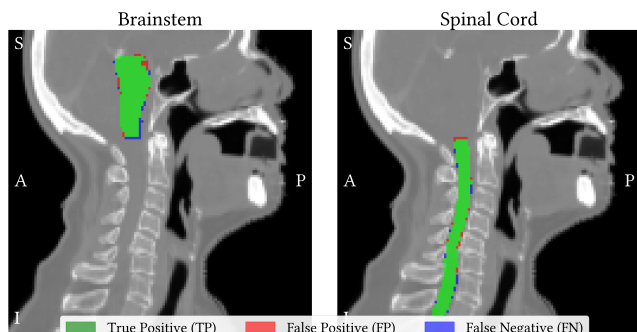 Brainstem
Spinal Cord
S
S
A
P
A
P
I
I
True Positive (TP)
False Positive (FP)
False Negative (FN)